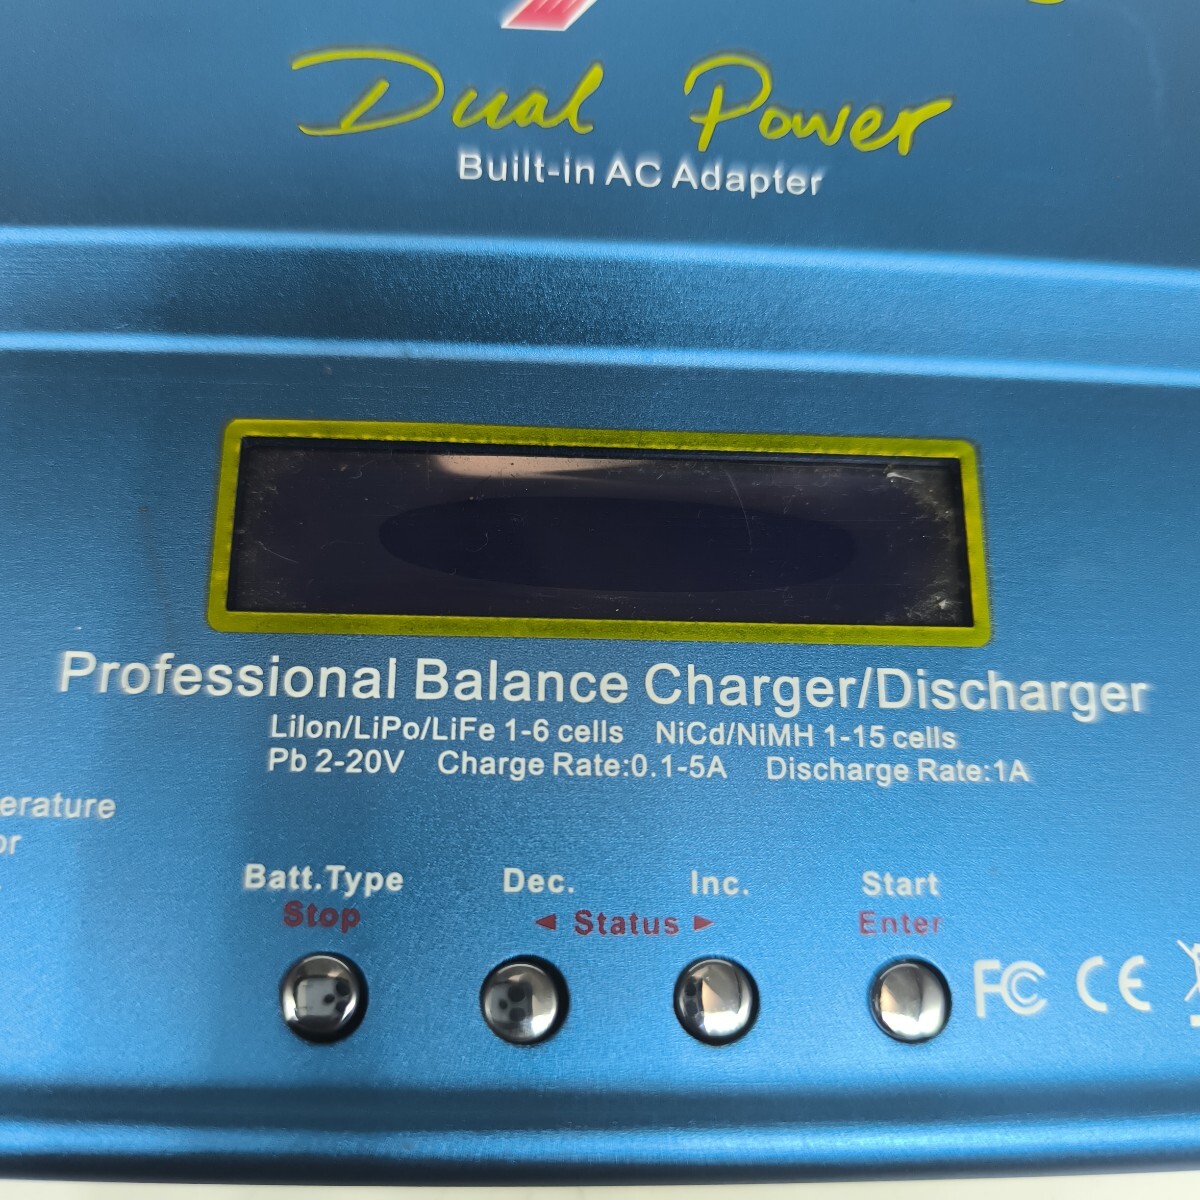 Dual Power
Built-in AC Adapter
Professional Balance Charger/Discharger
LiIon/LiPo/LiFe 1-6 cells NiCd/NiMH 1-15 cells
Pb 2-20V Charge Rate:0.1-5A Discharge Rate:1A
erature
or
Batt.Type Dec. Inc. Start
Stop ◄ Status ► Enter
FC CE